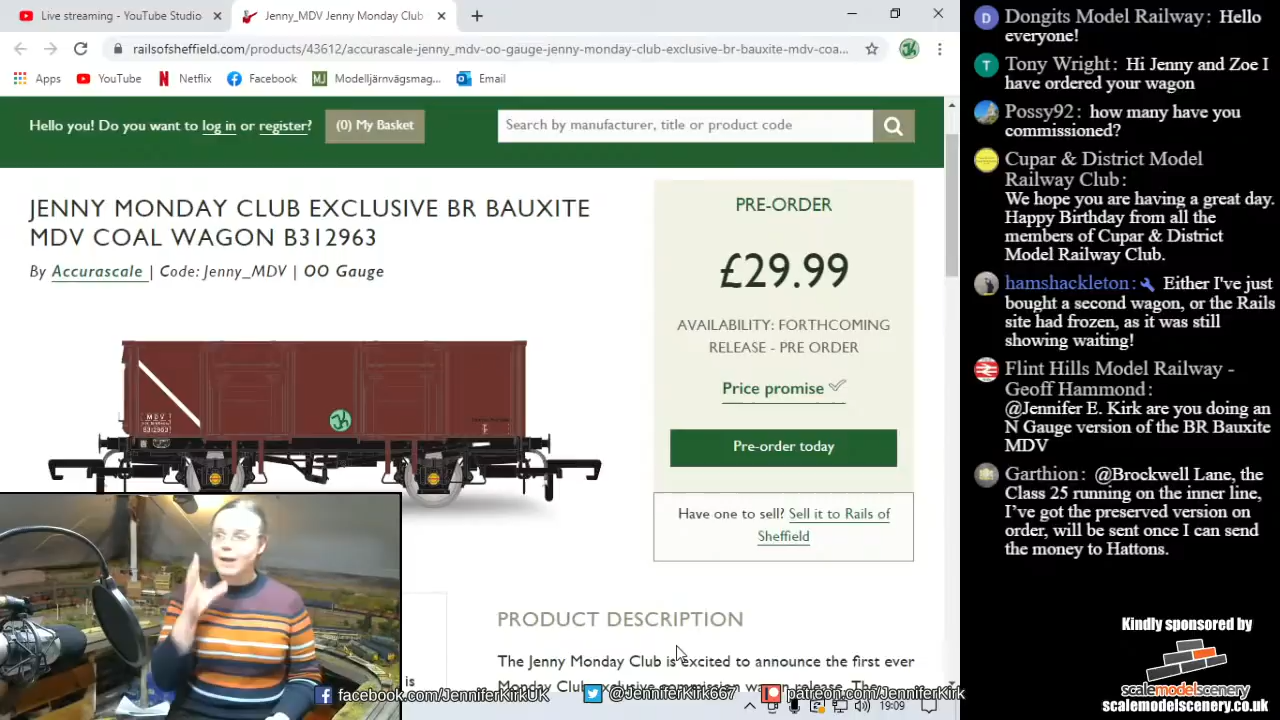 Live streaming - YouTube Studio
Jenny_MDV Jenny Monday Club
railsofsheffield.com/products/43612/accurascale-jenny_mdv-oo-gauge-jenny-monday-club-exclusive-br-bauxite-mdv-coa...
Apps
YouTube
Netflix
Facebook
Modelljärnvägsmag...
Email
Hello you! Do you want to log in or register?
(0) My Basket
Search by manufacturer, title or product code
JENNY MONDAY CLUB EXCLUSIVE BR BAUXITE
MDV COAL WAGON B312963
By Accurascale | Code: Jenny_MDV | OO Gauge
PRE-ORDER
£29.99
AVAILABILITY: FORTHCOMING
RELEASE - PRE ORDER
Price promise
Pre-order today
Have one to sell? Sell it to Rails of
Sheffield
MDV
B312963
PRODUCT DESCRIPTION
The Jenny Monday Club is excited to announce the first ever
is
facebook.com/JenniferKirkUK
@JenniferKirk667
patreon.com/JenniferKirk
19:09
Dongits Model Railway: Hello
everyone!
Tony Wright: Hi Jenny and Zoe I
have ordered your wagon
Possy92: how many have you
commissioned?
Cupar & District Model
Railway Club:
We hope you are having a great day.
Happy Birthday from all the
members of Cupar & District
Model Railway Club.
hamshackleton: Either I've just
bought a second wagon, or the Rails
site had frozen, as it was still
showing waiting!
Flint Hills Model Railway -
Geoff Hammond:
@Jennifer E. Kirk are you doing an
N Gauge version of the BR Bauxite
MDV
Garthion: @Brockwell Lane, the
Class 25 running on the inner line,
I've got the preserved version on
order, will be sent once I can send
the money to Hattons.
Kindly sponsored by
scalemodelscenery
scalemodelscenery.co.uk